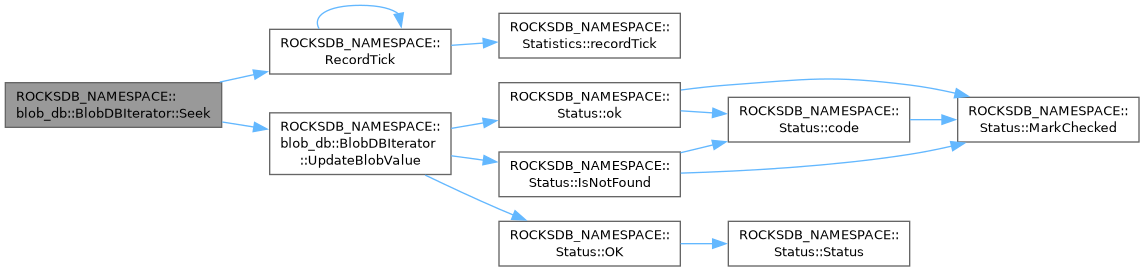 ROCKSDB_NAMESPACE::
blob_db::BlobDBIterator::Seek
ROCKSDB_NAMESPACE::
RecordTick
ROCKSDB_NAMESPACE::
Statistics::recordTick
ROCKSDB_NAMESPACE::
blob_db::BlobDBIterator
::UpdateBlobValue
ROCKSDB_NAMESPACE::
Status::ok
ROCKSDB_NAMESPACE::
Status::code
ROCKSDB_NAMESPACE::
Status::MarkChecked
ROCKSDB_NAMESPACE::
Status::IsNotFound
ROCKSDB_NAMESPACE::
Status::OK
ROCKSDB_NAMESPACE::
Status::Status